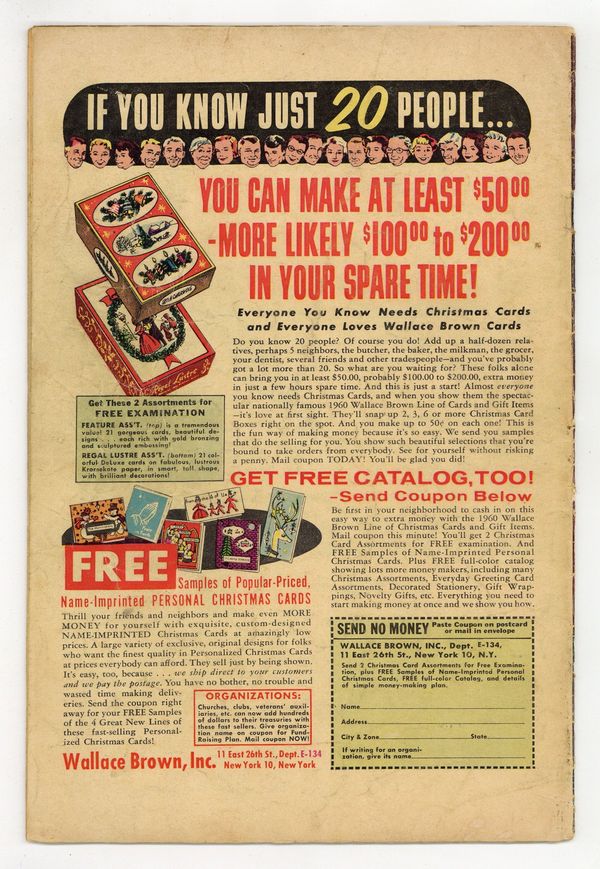 IF YOU KNOW JUST 20 PEOPLE...
YOU CAN MAKE AT LEAST $50.00
-MORE LIKELY $100.00 to $200.00
IN YOUR SPARE TIME!
Everyone You Know Needs Christmas Cards
and Everyone Loves Wallace Brown Cards
Do you know 20 people? Of course you do! Add up a half-dozen rela-
tives, perhaps 5 neighbors, the butcher, the baker, the milkman, the grocer,
your dentist, several friends and other tradespeople—and you've probably
got a lot more than 20. So what are you waiting for? These folks alone
can bring you in at least $50.00, probably $100.00 to $200.00, extra money
in just a few hours spare time. And this is just a start! Almost everyone
you know needs Christmas Cards, and when you show them the spectac-
ular nationally famous 1960 Wallace Brown Line of Cards and Gift Items
—it's love at first sight. They'll snap up 2, 3, 6 or more Christmas Card
Boxes right on the spot. And you make up to 50¢ on each one! This is
the fun way of making money because it's so easy. We send you samples
that do the selling for you. You show such beautiful selections that you're
bound to take orders from everybody. See for yourself without risking
a penny. Mail coupon TODAY! You'll be glad you did!
Regal Lustre
Get These 2 Assortments for
FREE EXAMINATION
FEATURE ASS'T. (top) is a tremendous
value! 21 gorgeous cards, beautiful de-
signs . . . each rich with gold bronzing
and sculptured embossing!
REGAL LUSTRE ASS'T. (bottom) 21 col-
orful DeLuxe cards on fabulous, lustrous
Kromekote paper, in smart, tall shape,
with brilliant decorations!
GET FREE CATALOG, TOO!
-Send Coupon Below
Be first in your neighborhood to cash in on this
easy way to extra money with the 1960 Wallace
Brown Line of Christmas Cards and Gift Items.
Mail coupon this minute! You'll get 2 Christmas
Card Assortments for FREE examination. And
FREE Samples of Name-Imprinted Personal
Christmas Cards. Plus FREE full-color catalog
showing lots more money makers, including many
Christmas Assortments, Everyday Greeting Card
Assortments, Decorated Stationery, Gift Wrap-
pings, Novelty Gifts, etc. Everything you need to
start making money at once and we show you how.
FREE
Samples of Popular-Priced,
Name-Imprinted PERSONAL CHRISTMAS CARDS
Thrill your friends and neighbors and make even MORE
MONEY for yourself with exquisite, custom-designed
NAME-IMPRINTED Christmas Cards at amazingly low
prices. A large variety of exclusive, original designs for folks
who want the finest quality in Personalized Christmas Cards
at prices everybody can afford. They sell just by being shown.
It's easy, too, because . . . we ship direct to your customers
and we pay the postage. You have no bother, no trouble and
wasted time making deliv-
eries. Send the coupon right
away for your FREE Samples
of the 4 Great New Lines of
these fast-selling Personal-
ized Christmas Cards!
ORGANIZATIONS:
Churches, clubs, veterans' auxil-
iaries, etc. can now add hundreds
of dollars to their treasuries with
these fast sellers. Give organiza-
tion name on coupon for Fund-
Raising Plan. Mail coupon NOW!
Wallace Brown, Inc.
11 East 26th St., Dept. E-134
New York 10, New York
SEND NO MONEY
Paste Coupon on postcard
or mail in envelope
WALLACE BROWN, INC., Dept. E-134,
11 East 26th St., New York 10, N.Y.
Send 2 Christmas Card Assortments for Free Examina-
tion, plus FREE Samples of Name-Imprinted Personal
Christmas Cards, FREE full-color Catalog, and details
of simple money-making plan.
Name
Address
City & Zone State
If writing for an organi-
zation, give its name